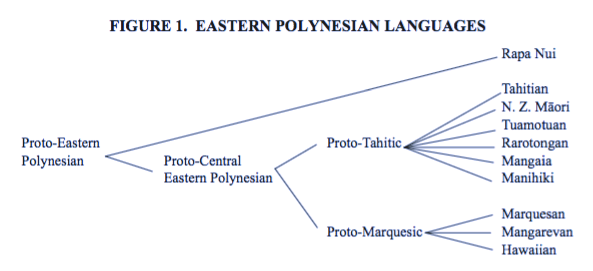 FIGURE 1. EASTERN POLYNESIAN LANGUAGES
Rapa Nui
Tahitian
N. Z. Māori
Tuamotuan
Rarotongan
Mangaia
Manihiki
Proto-Eastern
Polynesian
Proto-Central
Eastern Polynesian
Proto-Tahitic
Proto-Marquesic
Marquesan
Mangarevan
Hawaiian